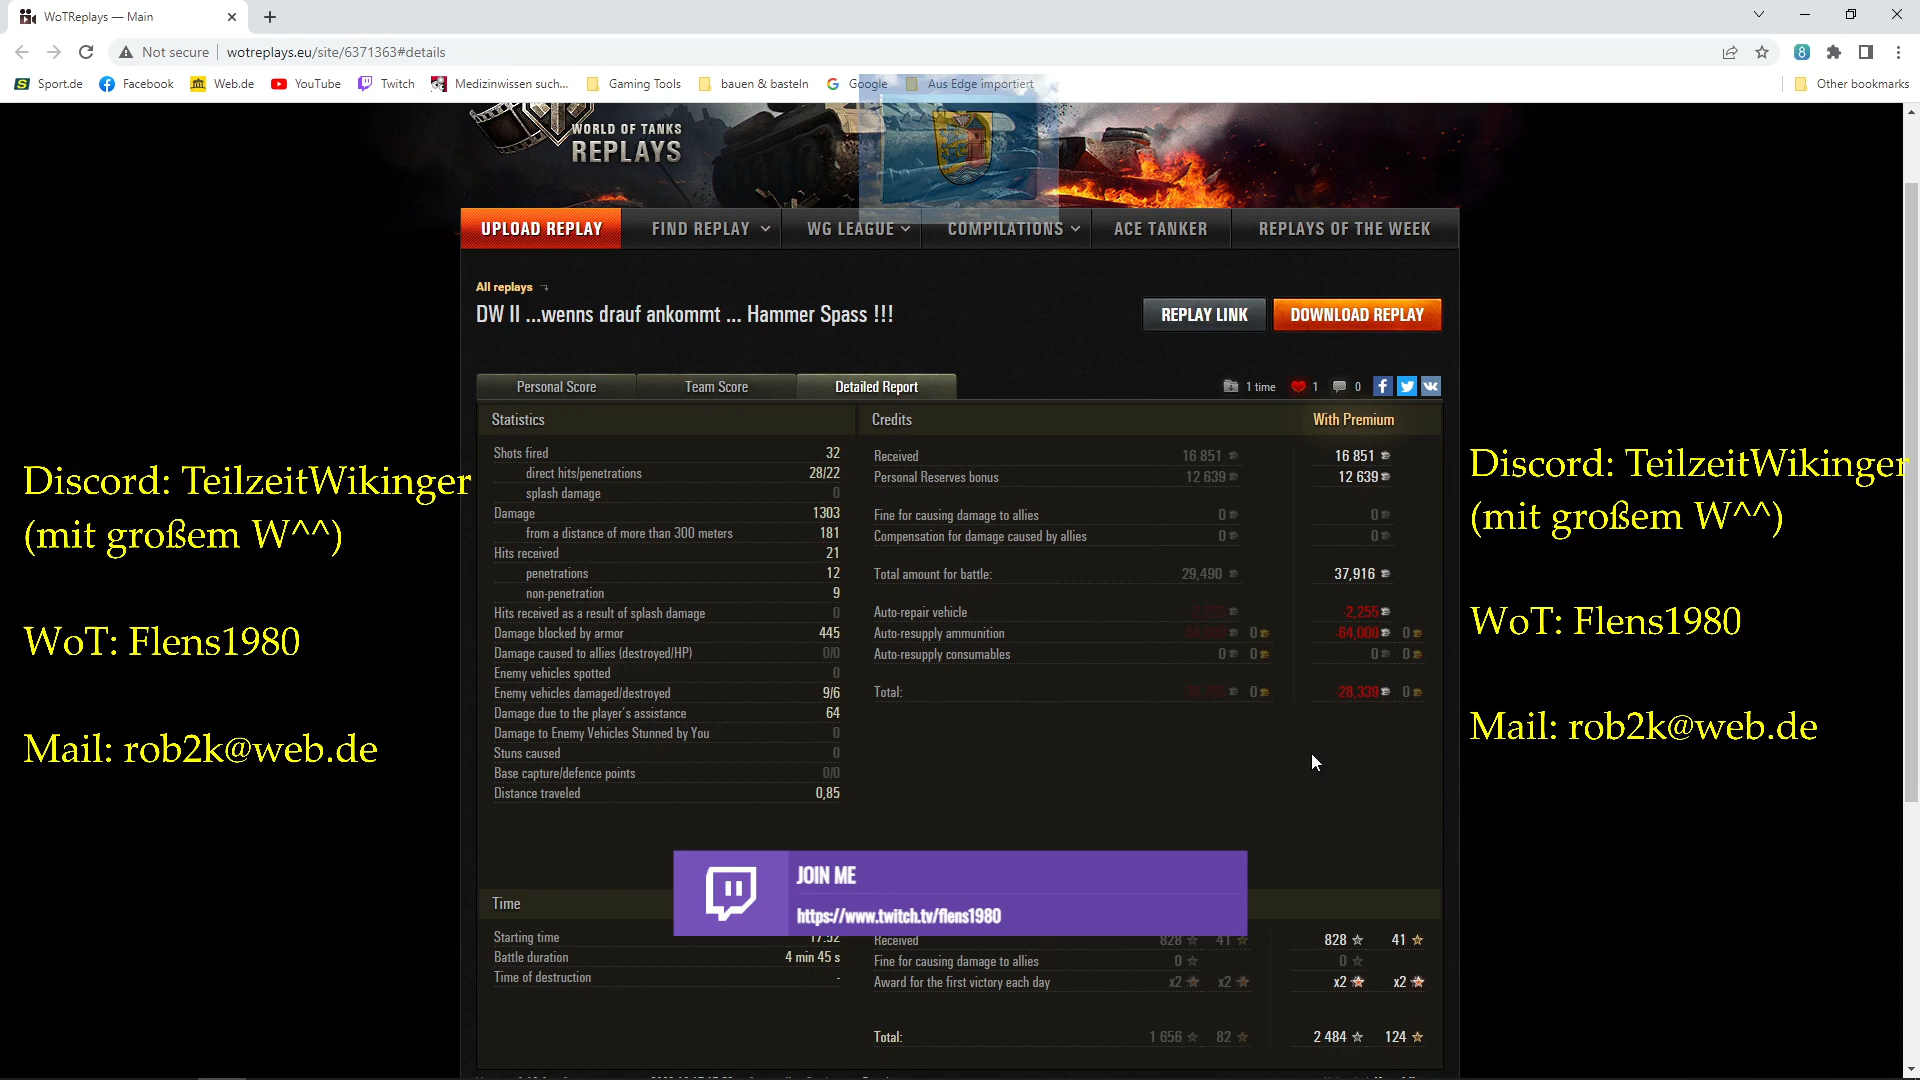 WoTReplays — Main
Not secure wotreplays.eu/site/6371363#details
Sport.de Facebook Web.de YouTube Twitch Medizinwissen such... Gaming Tools bauen & basteln Google Aus Edge importiert Other bookmarks
WORLD OF TANKS
REPLAYS
UPLOAD REPLAY FIND REPLAY WG LEAGUE COMPILATIONS ACE TANKER REPLAYS OF THE WEEK
All replays
DW II ...wenns drauf ankommt ... Hammer Spass !!!
REPLAY LINK DOWNLOAD REPLAY
Personal Score Team Score Detailed Report 1 time 1 0
Statistics
Shots fired 32
direct hits/penetrations 28/22
splash damage 0
Damage 1303
from a distance of more than 300 meters 181
Hits received 21
penetrations 12
non-penetration 9
Hits received as a result of splash damage 0
Damage blocked by armor 445
Damage caused to allies (destroyed/HP) 0/0
Enemy vehicles spotted 0
Enemy vehicles damaged/destroyed 9/6
Damage due to the player's assistance 64
Damage to Enemy Vehicles Stunned by You 0
Stuns caused 0
Base capture/defence points 0/0
Distance traveled 0,85
Credits With Premium
Received 16 851 16 851
Personal Reserves bonus 12 639 12 639
Fine for causing damage to allies 0 0
Compensation for damage caused by allies 0 0
Total amount for battle: 29,490 37,916
Auto-repair vehicle -2,255
Auto-resupply ammunition 0 -64,000 0
Auto-resupply consumables 0 0 0 0
Total: 0 -28,339 0
JOIN ME
https://www.twitch.tv/flens1980
Time
Starting time 17:52
Battle duration 4 min 45 s
Time of destruction -
Received 828 41 828 41
Fine for causing damage to allies 0 0
Award for the first victory each day x2 x2 x2 x2
Total: 1 656 82 2 484 124
Discord: TeilzeitWikinger
(mit großem W^^)
WoT: Flens1980
Mail: rob2k@web.de
Discord: TeilzeitWikinger
(mit großem W^^)
WoT: Flens1980
Mail: rob2k@web.de